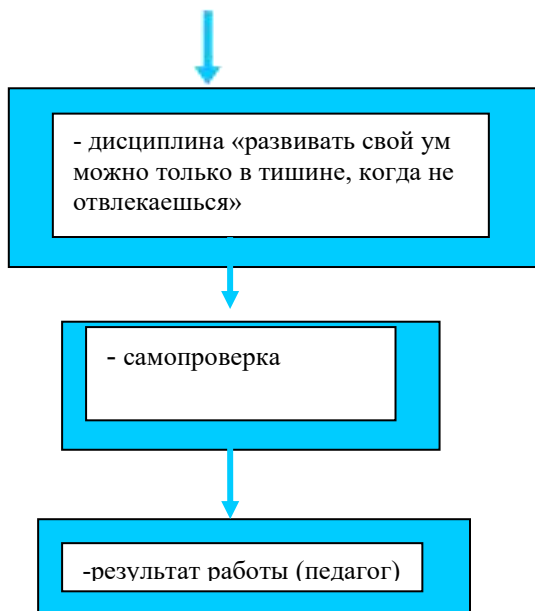 - дисциплина «развивать свой ум
можно только в тишине, когда не
отвлекаешься»
- самопроверка
-результат работы (педагог)